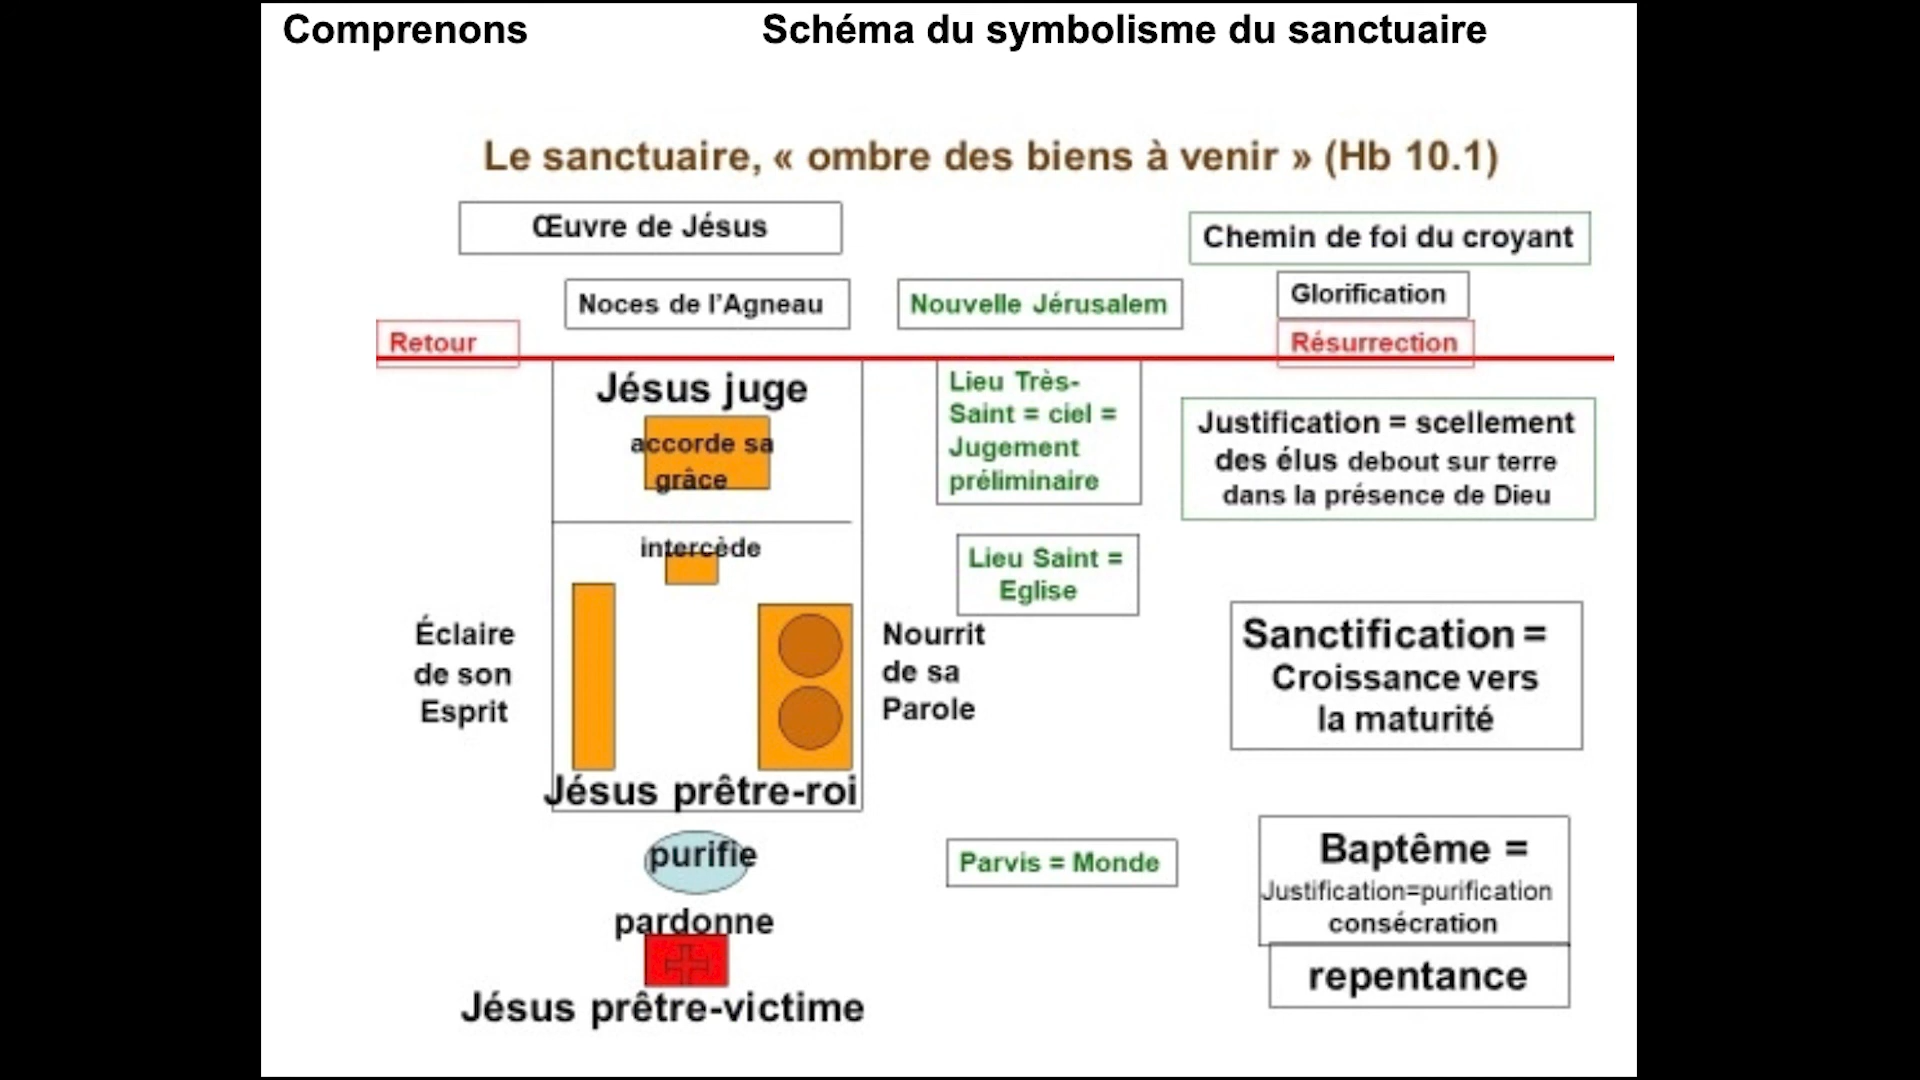 Comprenons
Schéma du symbolisme du sanctuaire
Le sanctuaire, « ombre des biens à venir » (Hb 10.1)
Œuvre de Jésus
Chemin de foi du croyant
Noces de l'Agneau
Nouvelle Jérusalem
Glorification
Retour
Résurrection
Jésus juge
accorde sa
grâce
Lieu Très-
Saint = ciel =
Jugement
préliminaire
Justification = scellement
des élus debout sur terre
dans la présence de Dieu
intercède
Lieu Saint =
Eglise
Éclaire
de son
Esprit
Nourrit
de sa
Parole
Sanctification =
Croissance vers
la maturité
Jésus prêtre-roi
purifie
Parvis = Monde
Baptême =
Justification=purification
consécration
pardonne
repentance
Jésus prêtre-victime